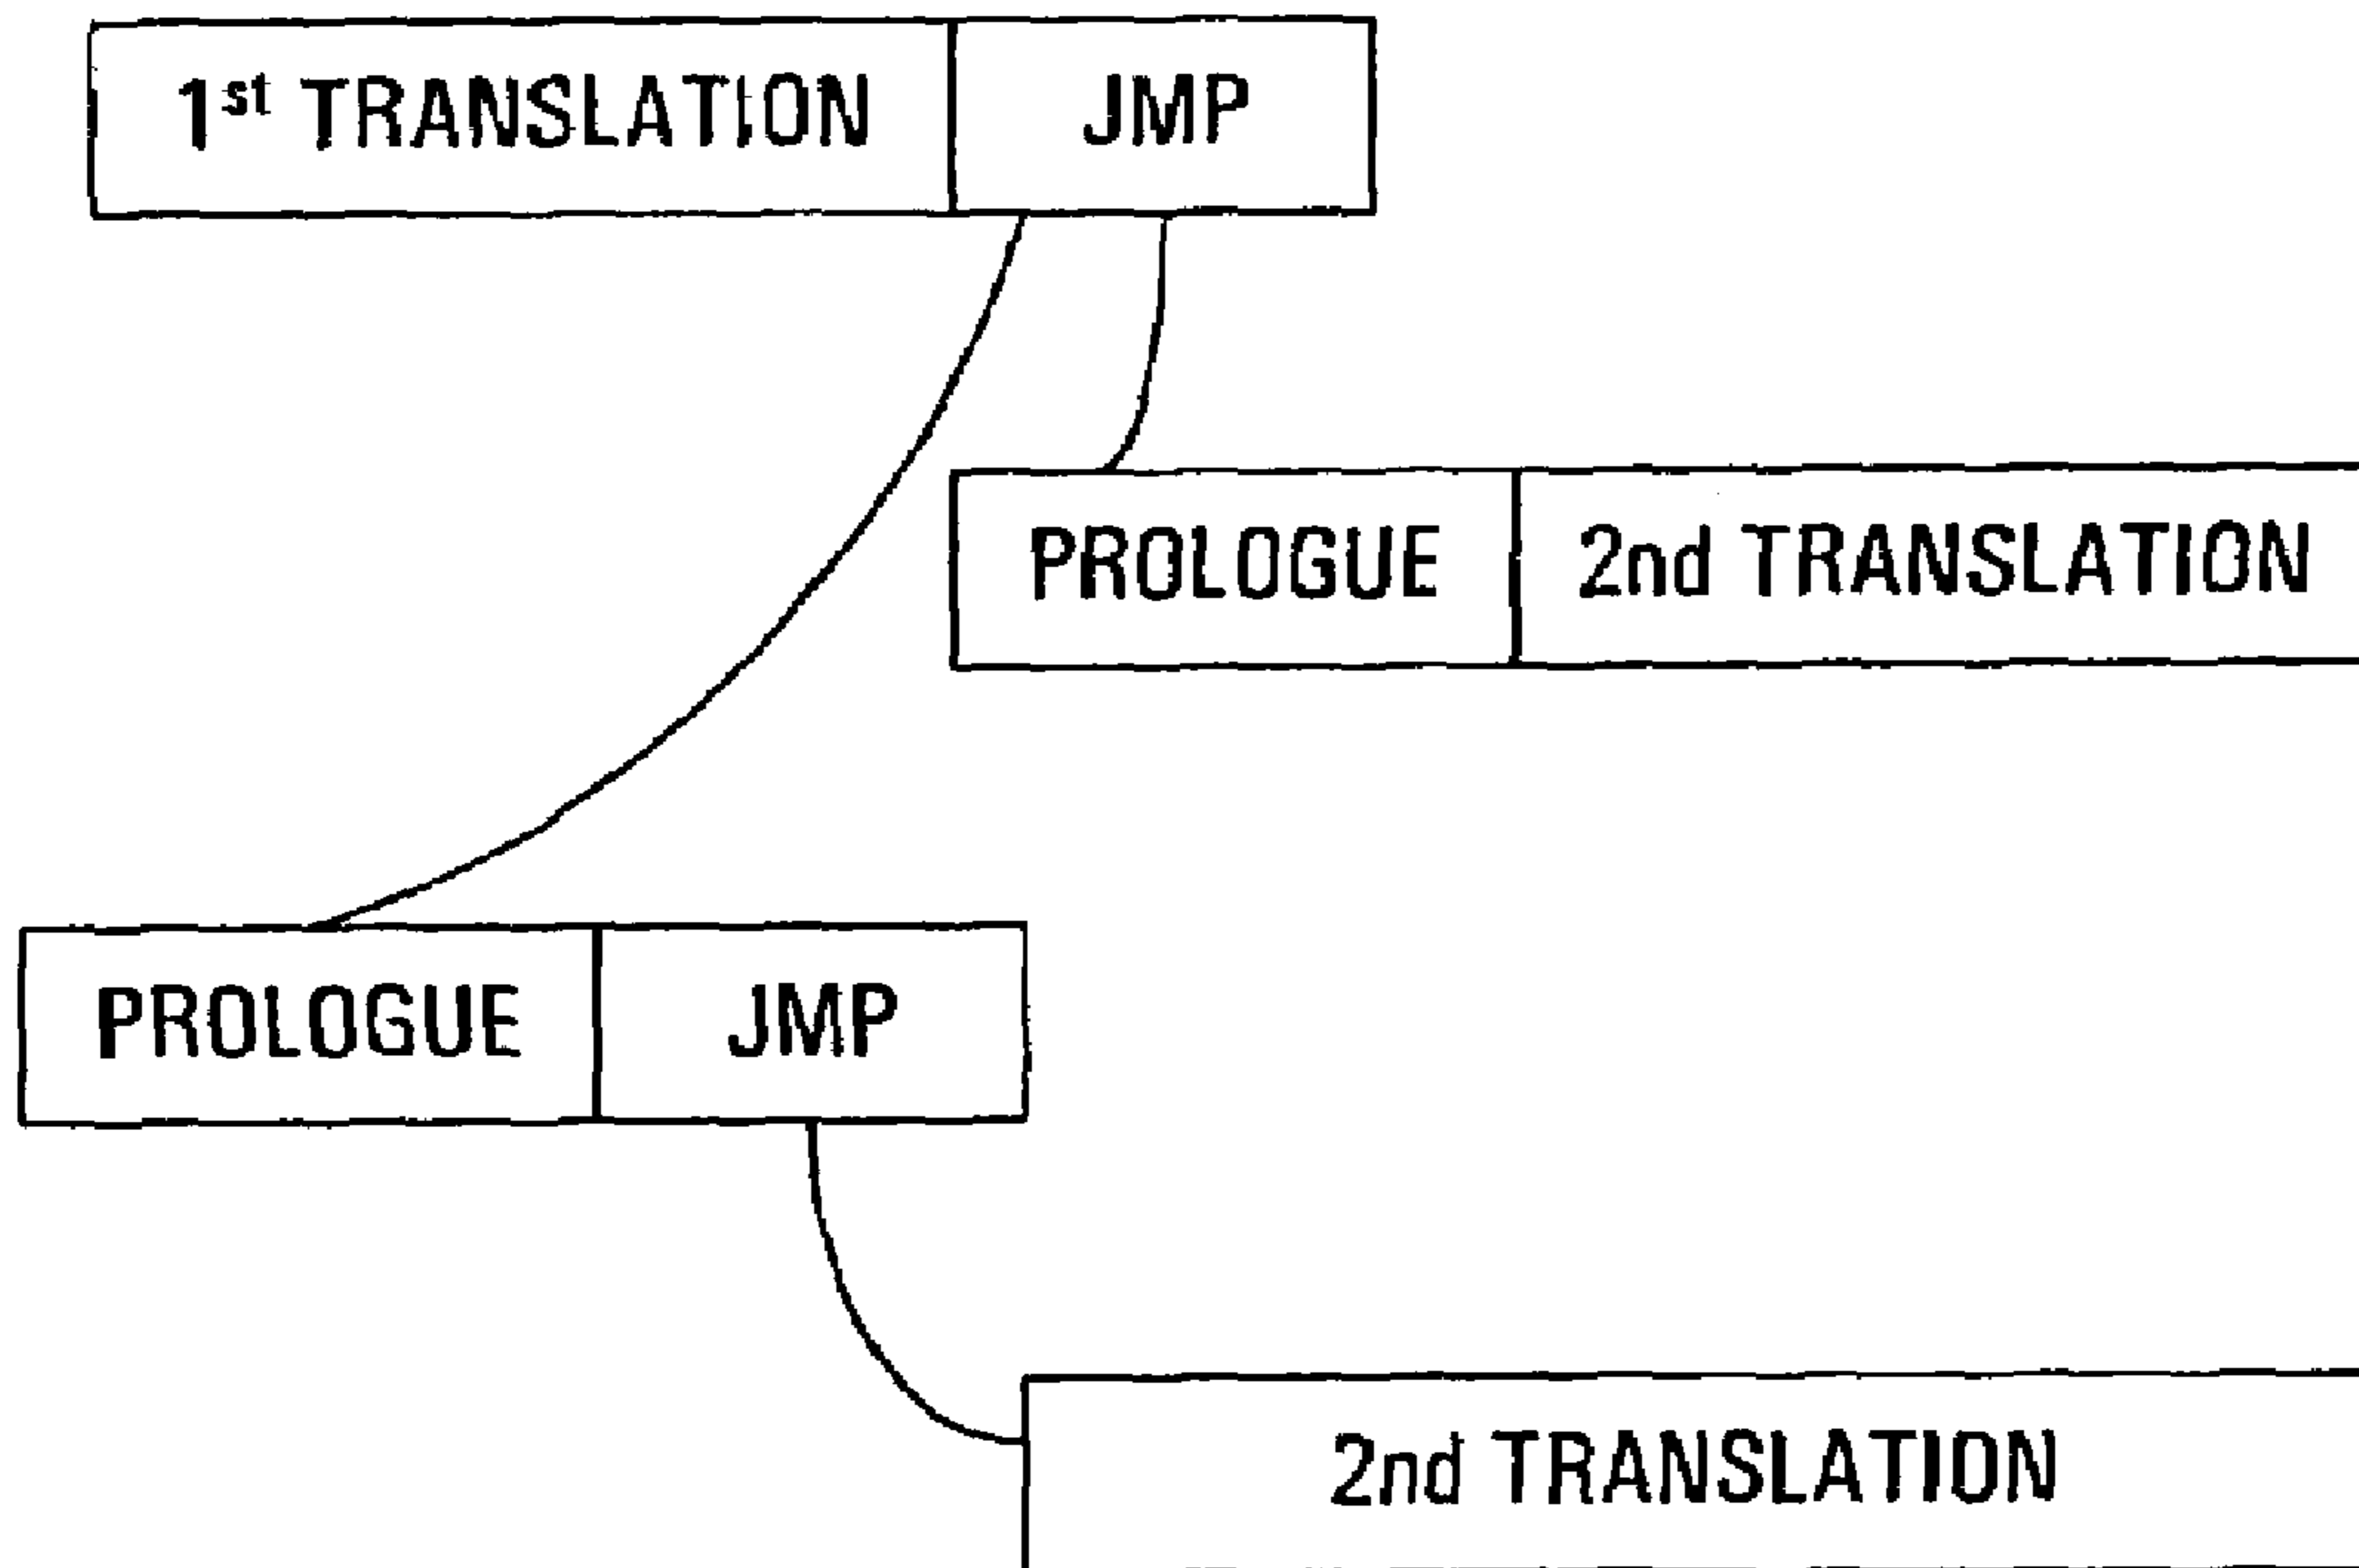 1st TRANSLATION JMP
PROLOGUE 2nd TRANSLATION
PROLOGUE JMP
2nd TRANSLATION